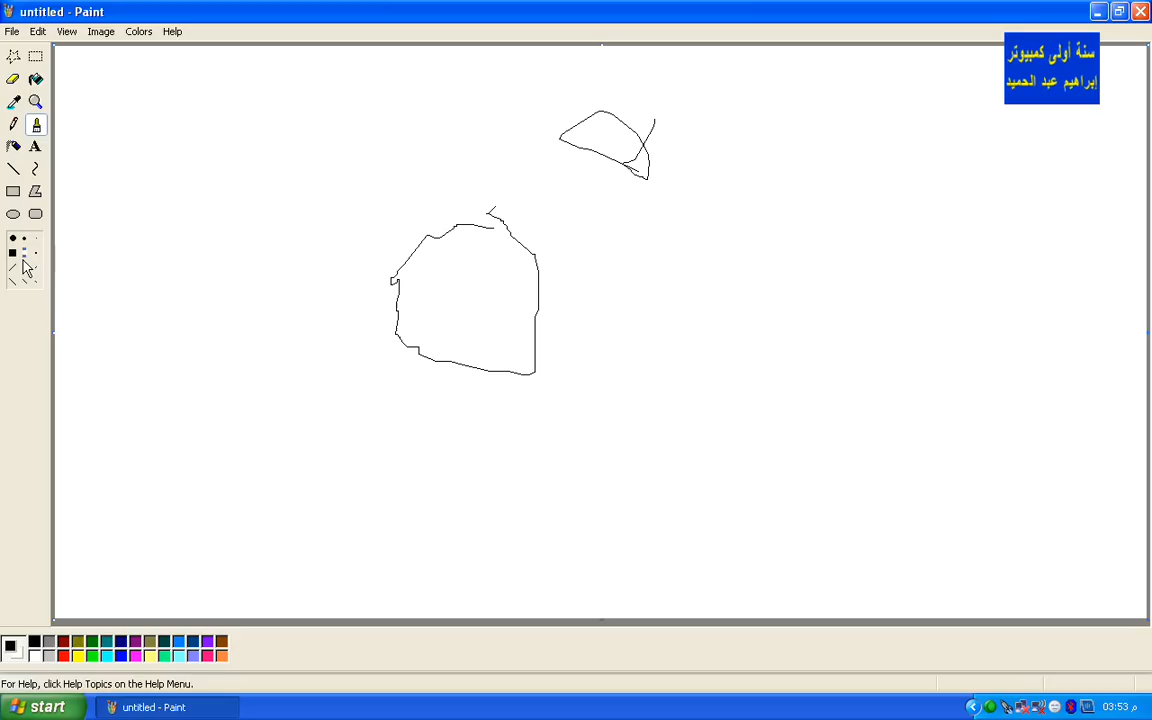 untitled - Paint
File Edit View Image Colors Help
سنة أولى كمبيوتر
إبراهيم عبد الحميد
A
For Help, click Help Topics on the Help Menu.
start
untitled - Paint
03:53 م